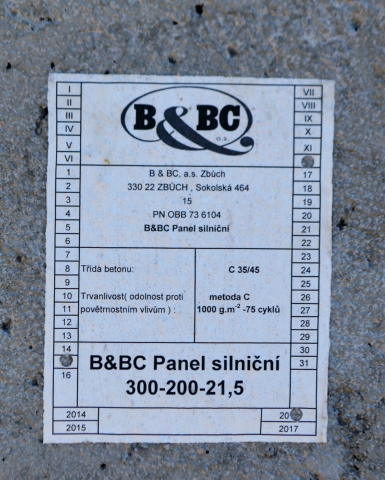 B & BC
a.s.
I
II
III
IV
V
VI
VII
VIII
IX
X
XI
B & BC, a.s. Zbůch
330 22 ZBŮCH , Sokolská 464
15
PN OBB 73 6104
B&BC Panel silniční
1
2
3
4
5
6
17
18
19
20
21
22
7
8
9
10
11
12
13
Třída betonu: C 35/45
Trvanlivost( odolnost proti metoda C
povětrnostním vlivům ) : 1000 g.m-2 -75 cyklů
23
24
25
26
27
28
29
14
16
B&BC Panel silniční
300-200-21,5
30
31
2014
2015
2017